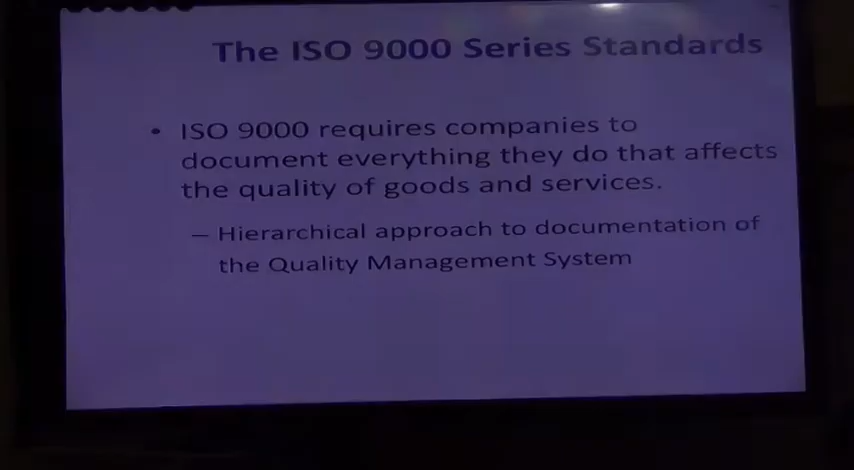 The ISO 9000 Series Standards
• ISO 9000 requires companies to
document everything they do that affects
the quality of goods and services.
– Hierarchical approach to documentation of
the Quality Management System